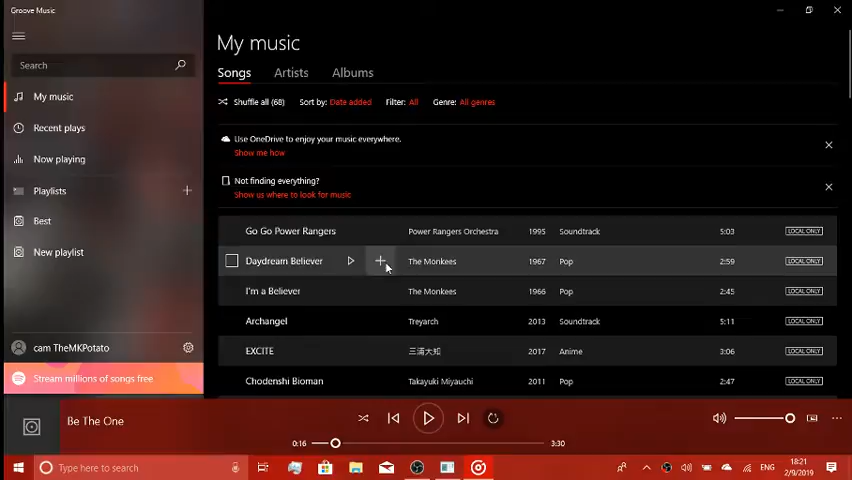 Groove Music
My music
Search
Songs Artists Albums
My music
Shuffle all (68) Sort by: Date added Filter: All Genre: All genres
Recent plays
Use OneDrive to enjoy your music everywhere.
Show me how
Now playing
Not finding everything?
Show us where to look for music
Playlists
Best
New playlist
Go Go Power Rangers Power Rangers Orchestra 1995 Soundtrack 5:03 LOCAL ONLY
Daydream Believer The Monkees 1967 Pop 2:59 LOCAL ONLY
I'm a Believer The Monkees 1966 Pop 2:45 LOCAL ONLY
Archangel Treyarch 2013 Soundtrack 5:11 LOCAL ONLY
EXCITE 三浦大知 2017 Anime 3:06 LOCAL ONLY
Chodenshi Bioman Takayuki Miyauchi 2011 Pop 2:47 LOCAL ONLY
cam TheMKPotato
Stream millions of songs free
Be The One
0:16 3:30
Type here to search
ENG
18:21
2/9/2019